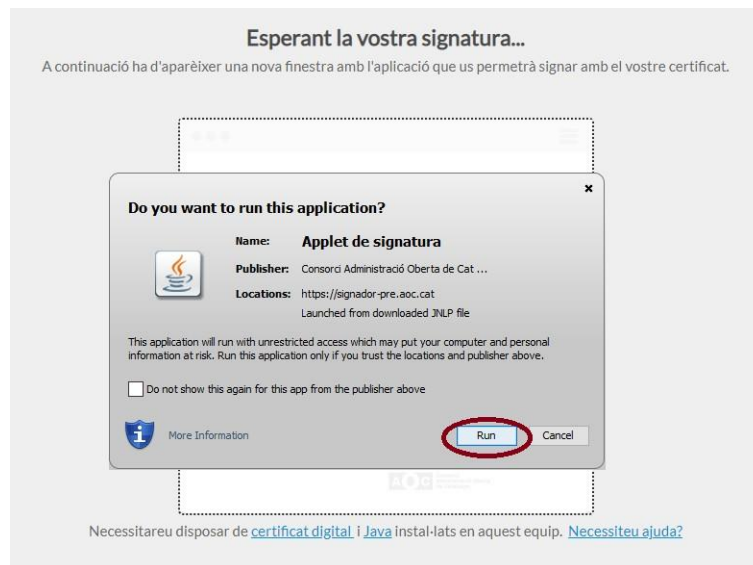 Esperant la vostra signatura...
A continuació ha d'aparèixer una nova finestra amb l'aplicació que us permetrà signar amb el vostre certificat.
Do you want to run this application?
Name: Applet de signatura
Publisher: Consorci Administració Oberta de Cat ...
Locations: https://signador-pre.aoc.cat
Launched from downloaded JNLP file
This application will run with unrestricted access which may put your computer and personal
information at risk. Run this application only if you trust the locations and publisher above.
Do not show this again for this app from the publisher above
More Information
Run
Cancel
AOC
Necessitareu disposar de certificat digital i Java instal·lats en aquest equip. Necessiteu ajuda?